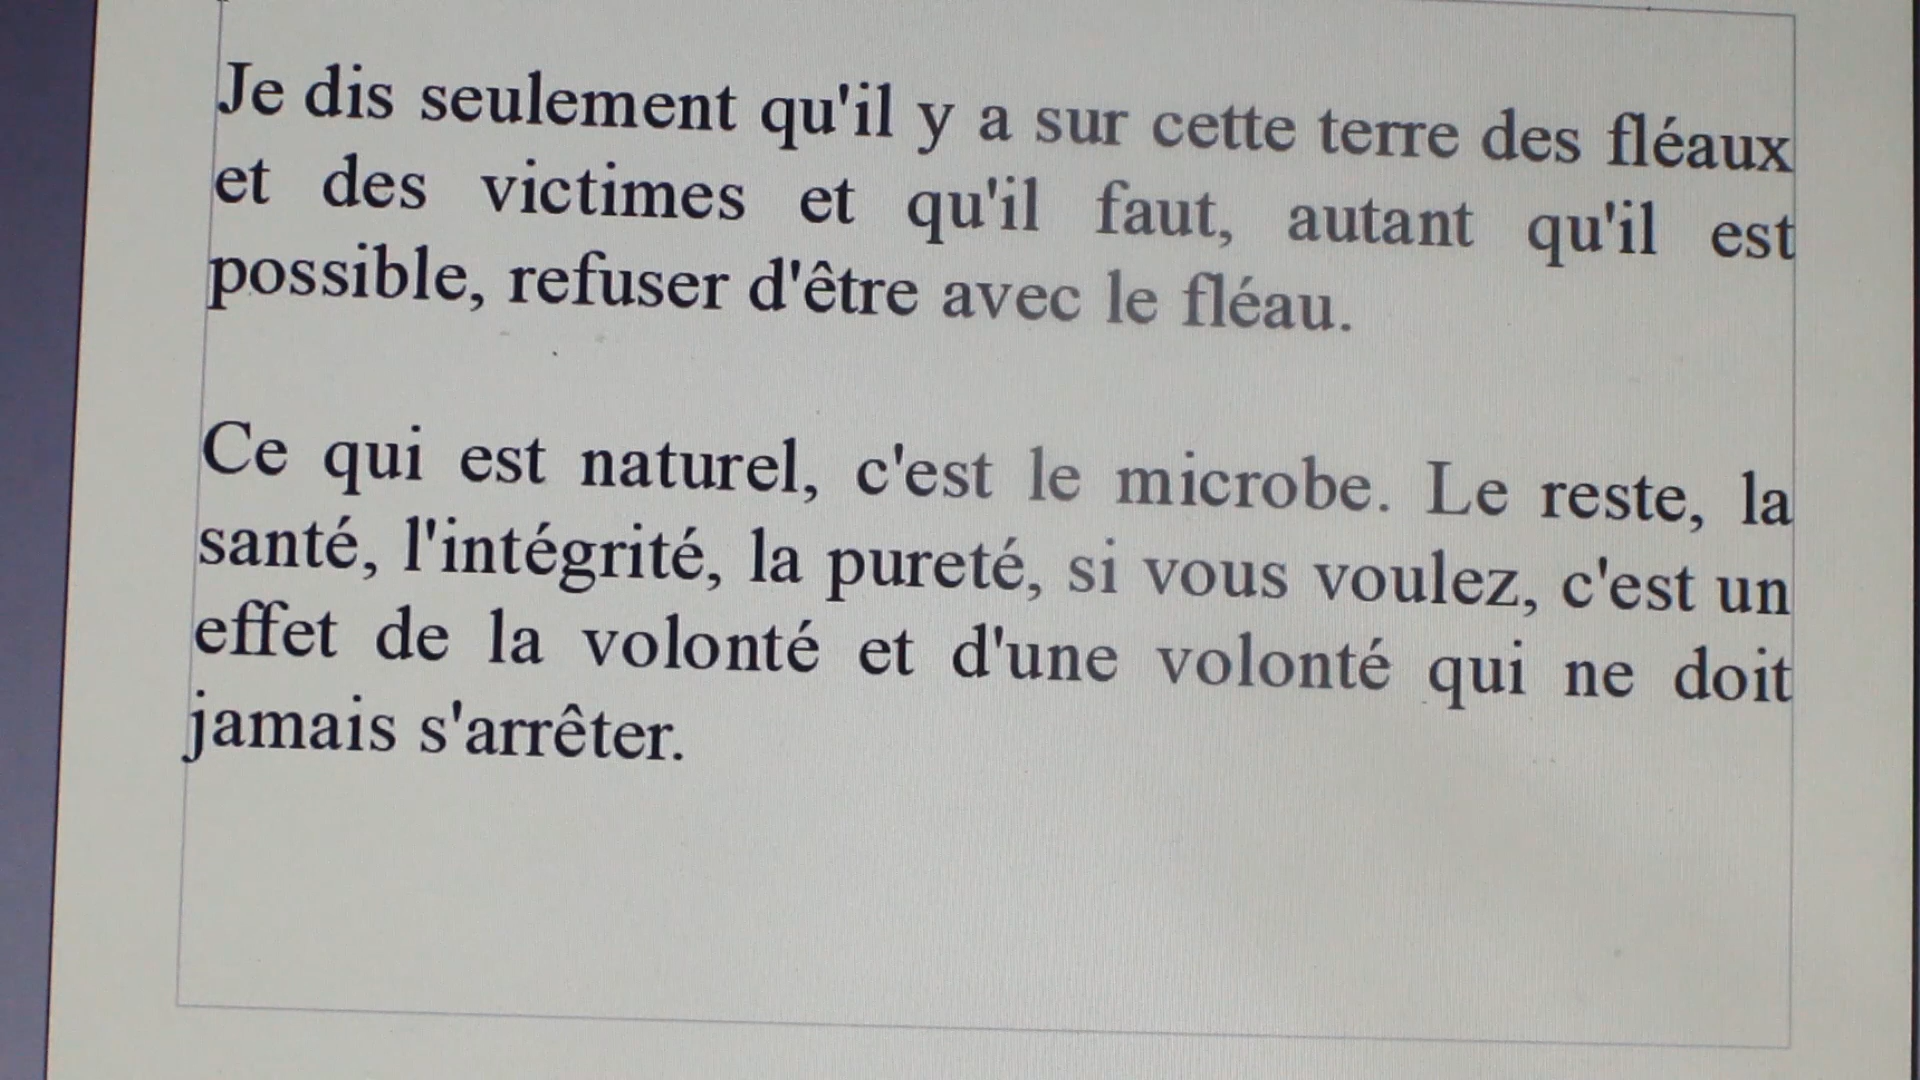 Je dis seulement qu'il y a sur cette terre des fléaux
et des victimes et qu'il faut, autant qu'il est
possible, refuser d'être avec le fléau.
Ce qui est naturel, c'est le microbe. Le reste, la
santé, l'intégrité, la pureté, si vous voulez, c'est un
effet de la volonté et d'une volonté qui ne doit
jamais s'arrêter.